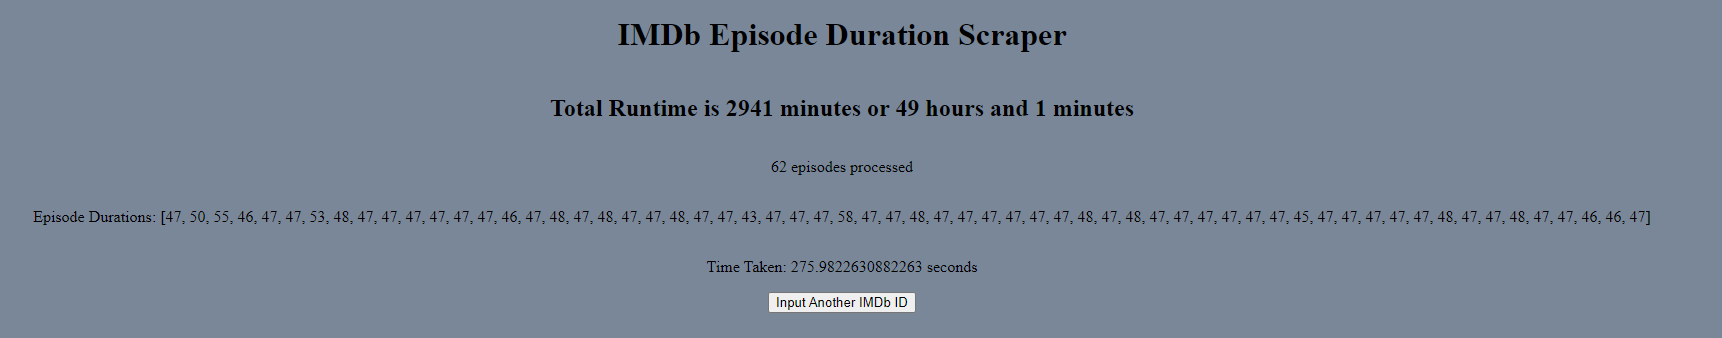 IMDb Episode Duration Scraper
Total Runtime is 2941 minutes or 49 hours and 1 minutes
62 episodes processed
Episode Durations: [47, 50, 55, 46, 47, 47, 53, 48, 47, 47, 47, 47, 47, 47, 46, 47, 48, 47, 48, 47, 47, 48, 47, 47, 43, 47, 47, 47, 58, 47, 47, 48, 47, 47, 47, 47, 47, 47, 48, 47, 48, 47, 47, 47, 47, 47, 47, 45, 47, 47, 47, 47, 47, 48, 47, 47, 48, 47, 47, 46, 46, 47]
Time Taken: 275.9822630882263 seconds
Input Another IMDb ID